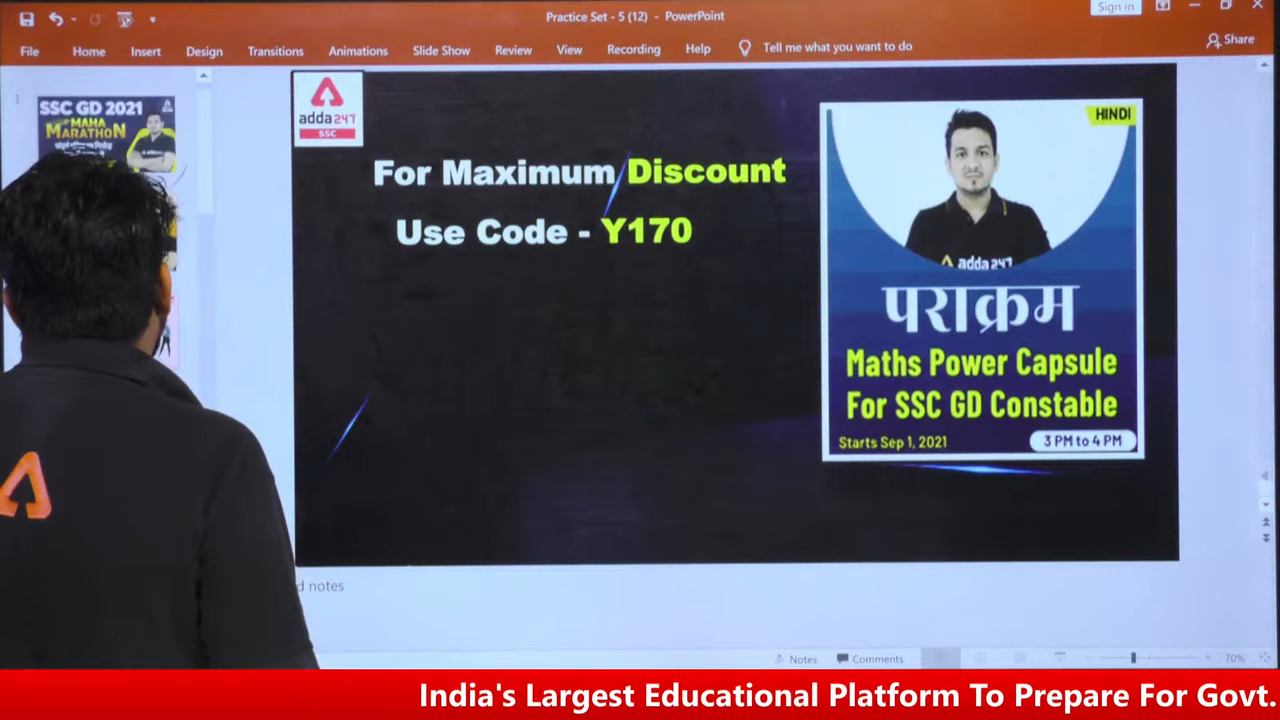 Practice Set - 5 (12) - PowerPoint
Sign in
File Home Insert Design Transitions Animations Slide Show Review View Recording Help Tell me what you want to do
Share
1
SSC GD 2021
MAHA
MARATHON
adda247
SSC
For Maximum Discount
Use Code - Y170
HINDI
adda247
पराक्रम
Maths Power Capsule
For SSC GD Constable
Starts Sep 1, 2021
3 PM to 4 PM
d notes
Notes Comments
70%
India's Largest Educational Platform To Prepare For Govt.